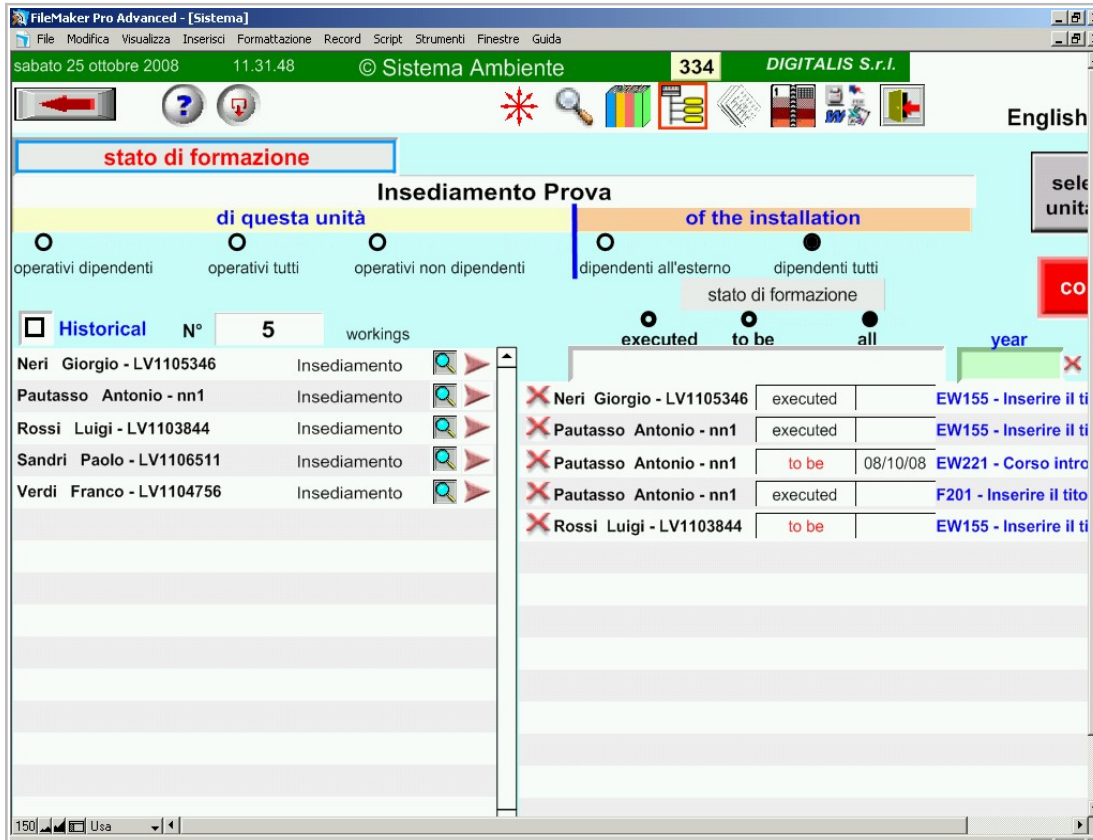 FileMaker Pro Advanced - [Sistema]
File Modifica Visualizza Inserisci Formattazione Record Script Strumenti Finestre Guida
sabato 25 ottobre 2008 11.31.48 © Sistema Ambiente 334 DIGITALIS S.r.l.
English
stato di formazione
Insediamento Prova
sele
unità
di questa unità of the installation
operativi dipendenti operativi tutti operativi non dipendenti dipendenti all'esterno dipendenti tutti
stato di formazione
co
Historical N° 5 workings
executed to be all year
Neri Giorgio - LV1105346 Insediamento
Pautasso Antonio - nn1 Insediamento
Rossi Luigi - LV1103844 Insediamento
Sandri Paolo - LV1106511 Insediamento
Verdi Franco - LV1104756 Insediamento
Neri Giorgio - LV1105346 executed EW155 - Inserire il ti
Pautasso Antonio - nn1 executed EW155 - Inserire il ti
Pautasso Antonio - nn1 to be 08/10/08 EW221 - Corso intro
Pautasso Antonio - nn1 executed F201 - Inserire il tito
Rossi Luigi - LV1103844 to be EW155 - Inserire il ti
150 Usa